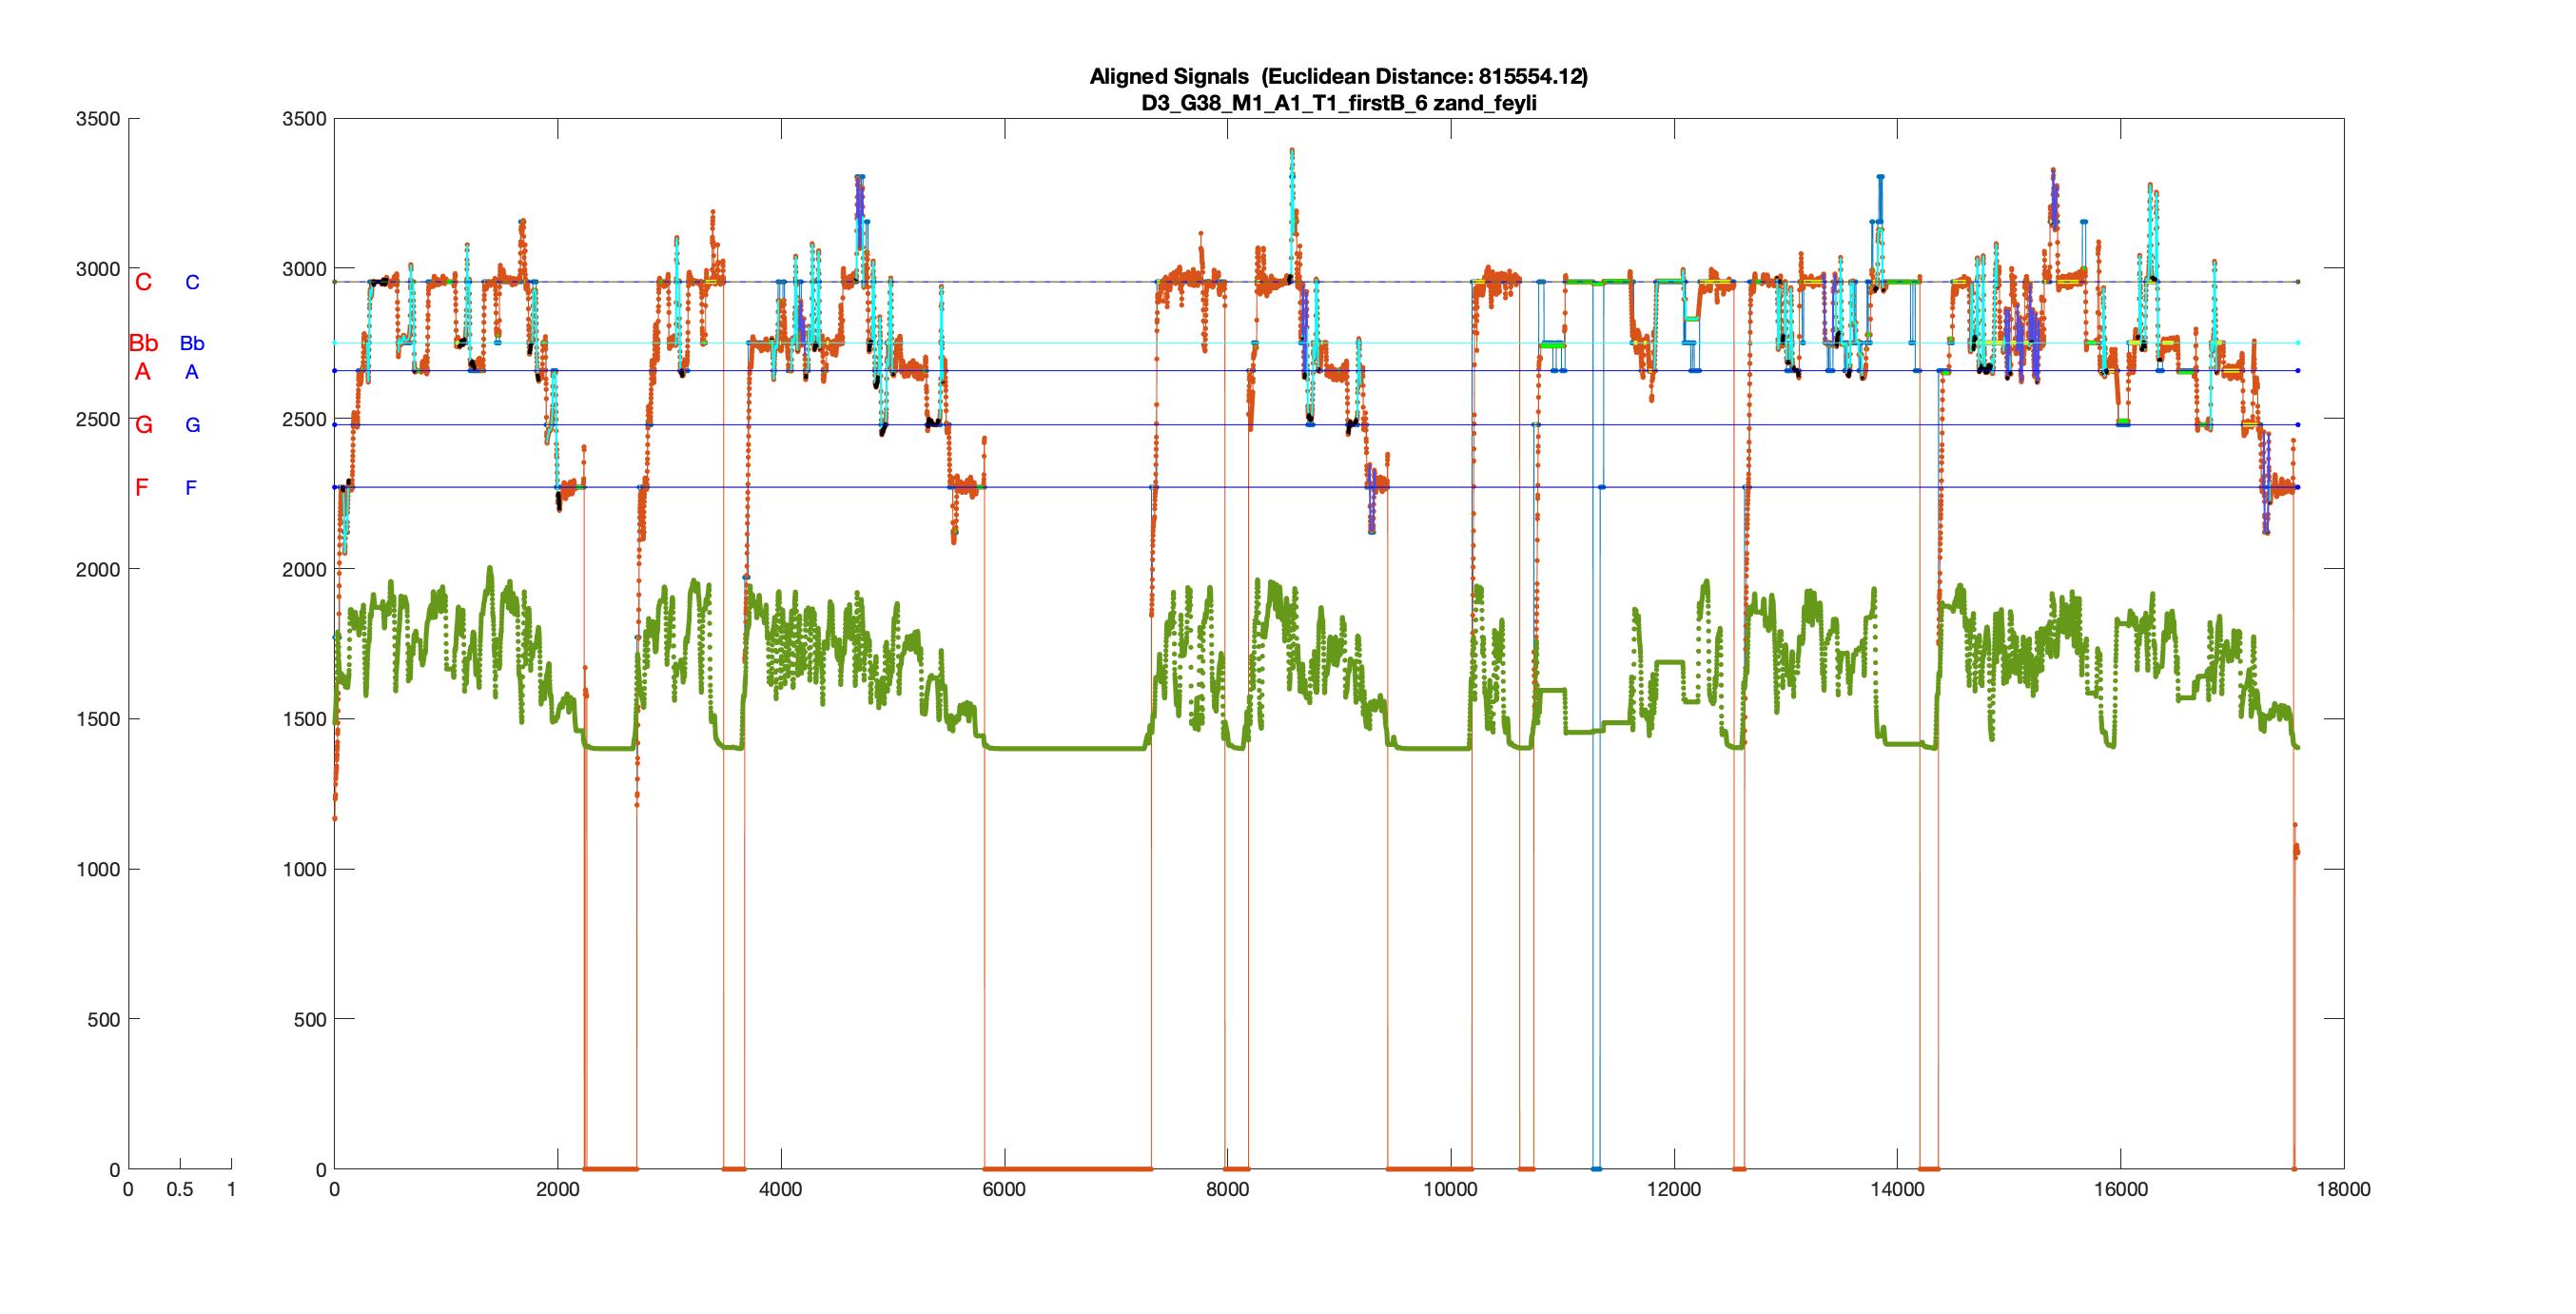 Aligned Signals (Euclidean Distance: 815554.12)
D3_G38_M1_A1_T1_firstB_6 zand_feyli
3500
3000
2500
2000
1500
1000
500
0
0 0.5 1
C C
Bb Bb
A A
G G
F F
3500
3000
2500
2000
1500
1000
500
0
0 2000 4000 6000 8000 10000 12000 14000 16000 18000